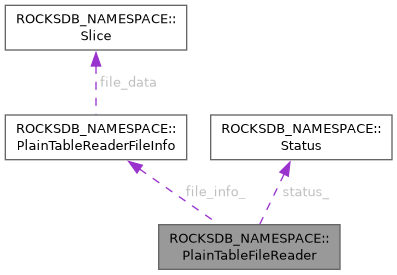 ROCKSDB_NAMESPACE::
Slice
file_data
ROCKSDB_NAMESPACE::
PlainTableReaderFileInfo
ROCKSDB_NAMESPACE::
Status
file_info_
status_
ROCKSDB_NAMESPACE::
PlainTableFileReader